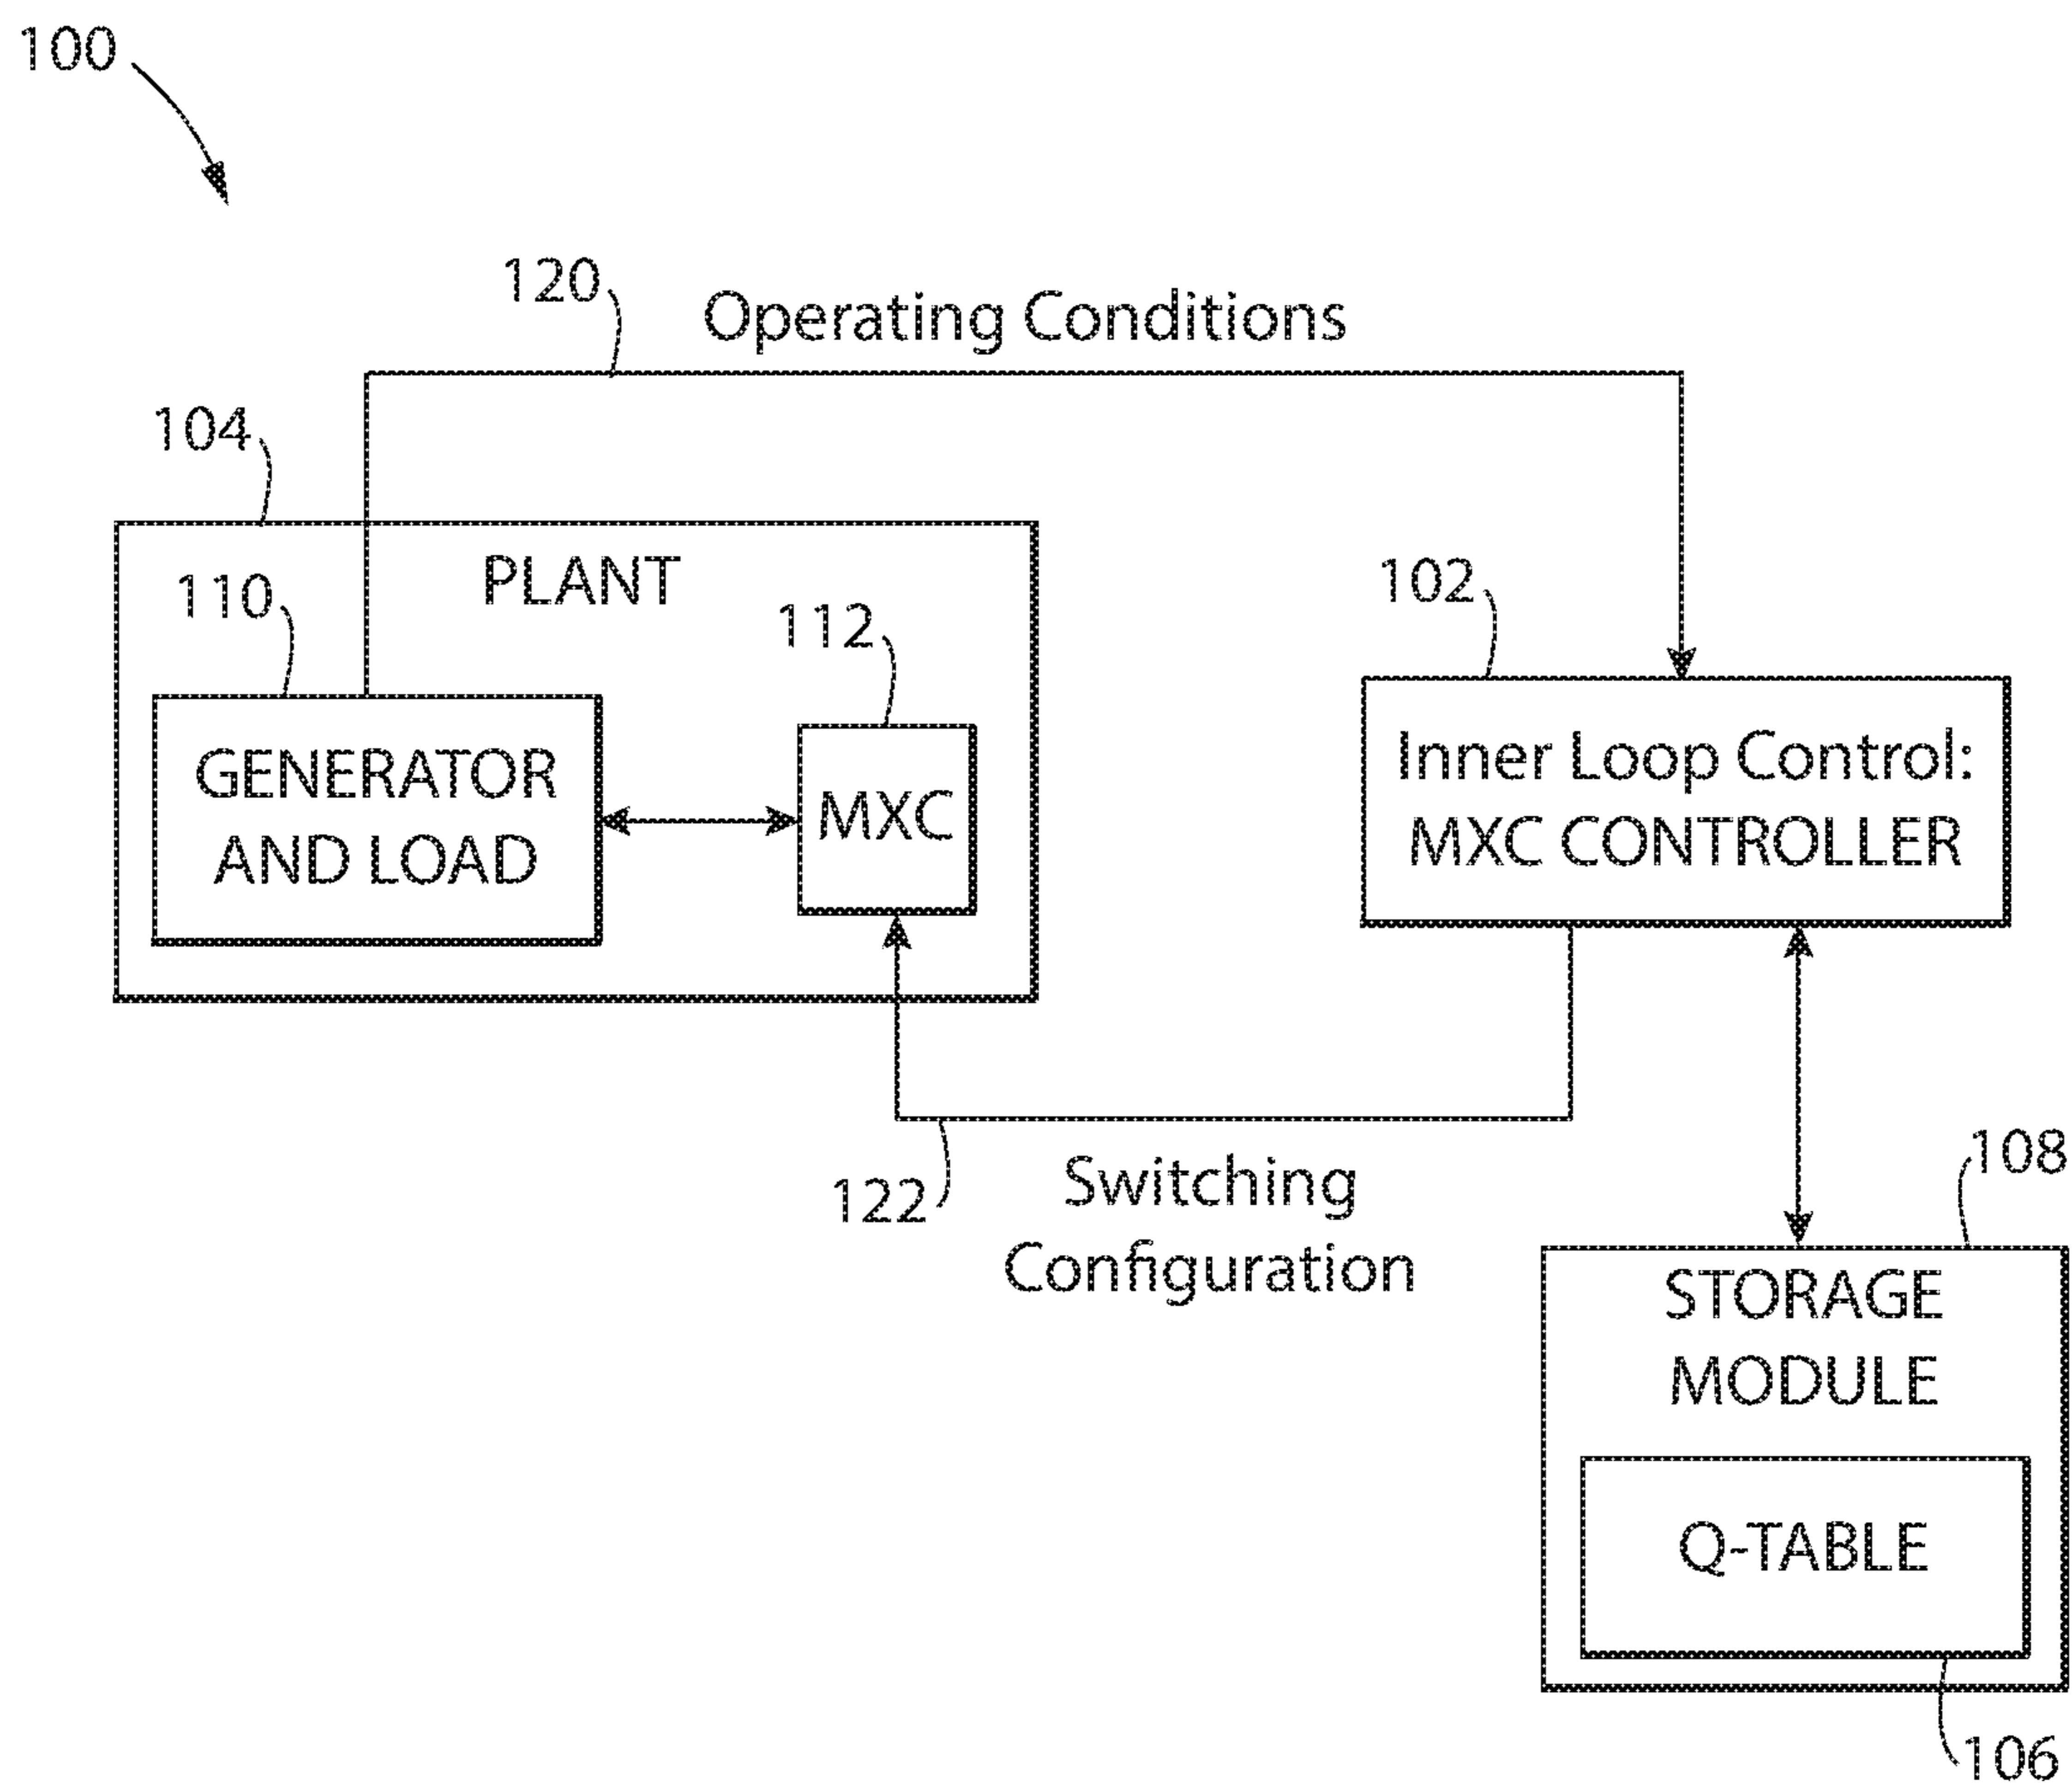 100
120
Operating Conditions
104
PLANT
110
112
102
GENERATOR
AND LOAD
MXC
Inner Loop Control:
MXC CONTROLLER
122
Switching
Configuration
108
STORAGE
MODULE
Q-TABLE
106